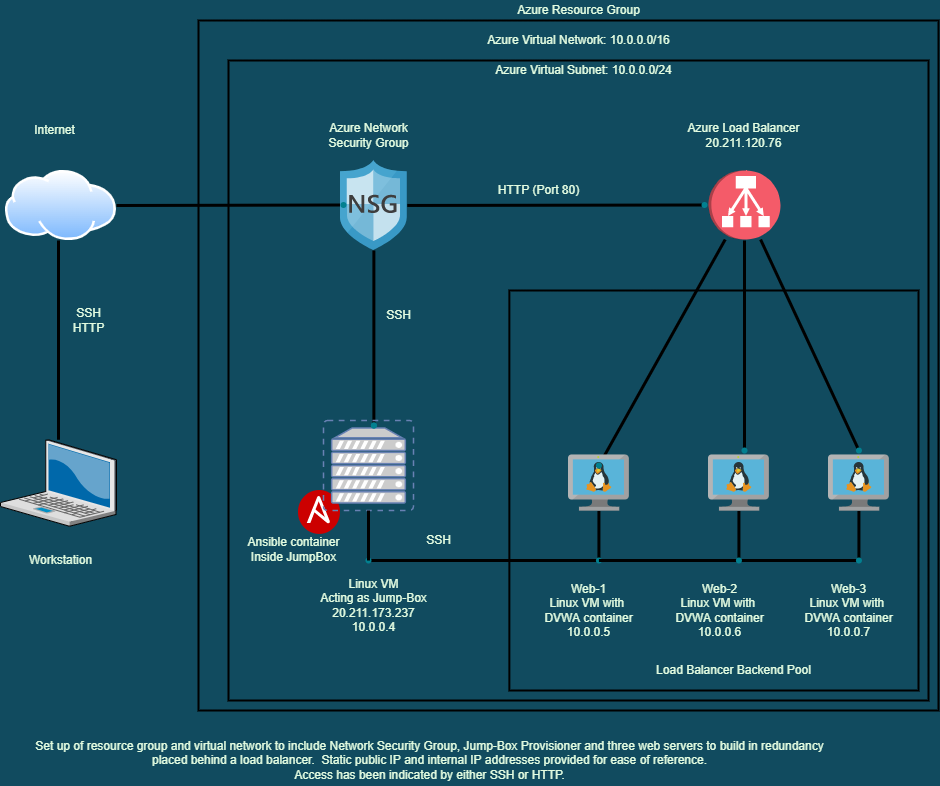 Azure Resource Group
Azure Virtual Network: 10.0.0.0/16
Azure Virtual Subnet: 10.0.0.0/24
Internet
Azure Network
Security Group
Azure Load Balancer
20.211.120.76
NSG
HTTP (Port 80)
SSH
HTTP
SSH
Workstation
Ansible container
Inside JumpBox
SSH
Linux VM
Acting as Jump-Box
20.211.173.237
10.0.0.4
Web-1
Linux VM with
DVWA container
10.0.0.5
Web-2
Linux VM with
DVWA container
10.0.0.6
Web-3
Linux VM with
DVWA container
10.0.0.7
Load Balancer Backend Pool
Set up of resource group and virtual network to include Network Security Group, Jump-Box Provisioner and three web servers to build in redundancy
placed behind a load balancer.  Static public IP and internal IP addresses provided for ease of reference.
Access has been indicated by either SSH or HTTP.